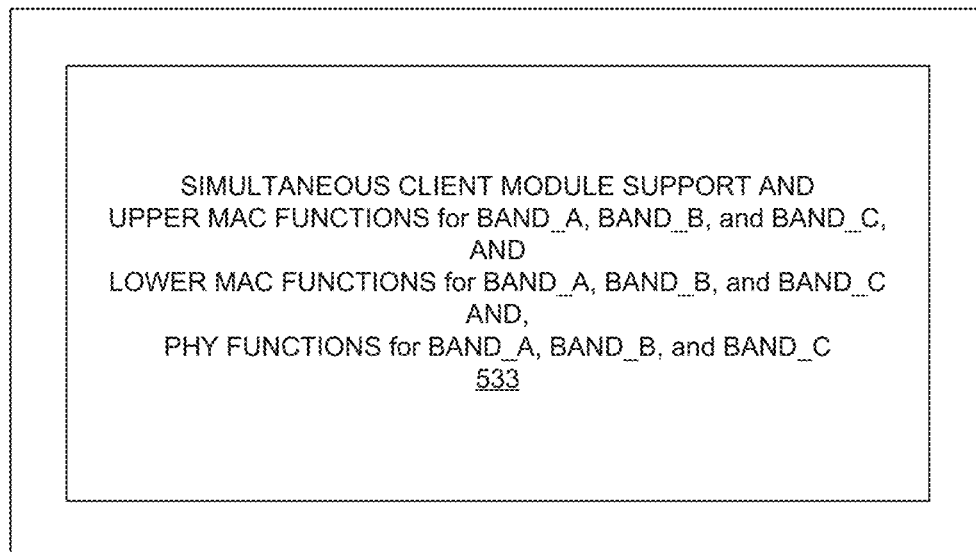 SIMULTANEOUS CLIENT MODULE SUPPORT AND
UPPER MAC FUNCTIONS for BAND_A, BAND_B, and BAND_C,
AND
LOWER MAC FUNCTIONS for BAND_A, BAND_B, and BAND_C
AND,
PHY FUNCTIONS for BAND_A, BAND_B, and BAND_C
533